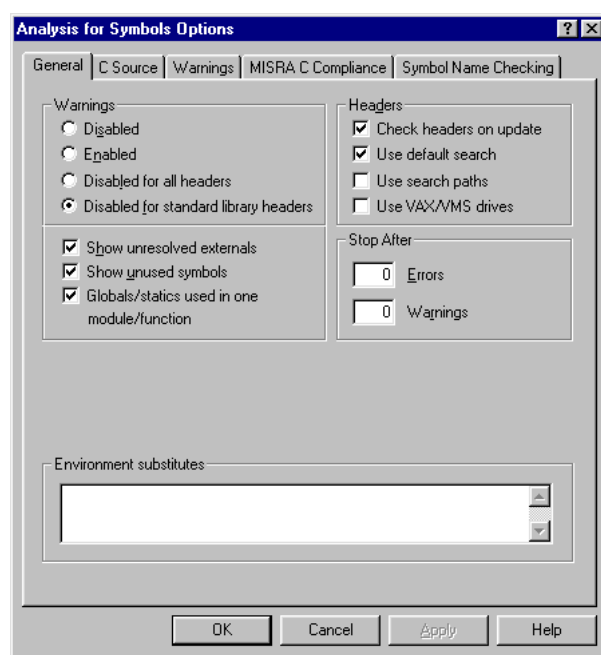 Analysis for Symbols Options
General
C Source
Warnings
MISRA C Compliance
Symbol Name Checking
Warnings
Disabled
Enabled
Disabled for all headers
Disabled for standard library headers
Show unresolved externals
Show unused symbols
Globals/statics used in one
module/function
Headers
Check headers on update
Use default search
Use search paths
Use VAX/VMS drives
Stop After
0 Errors
0 Warnings
Environment substitutes
OK
Cancel
Apply
Help